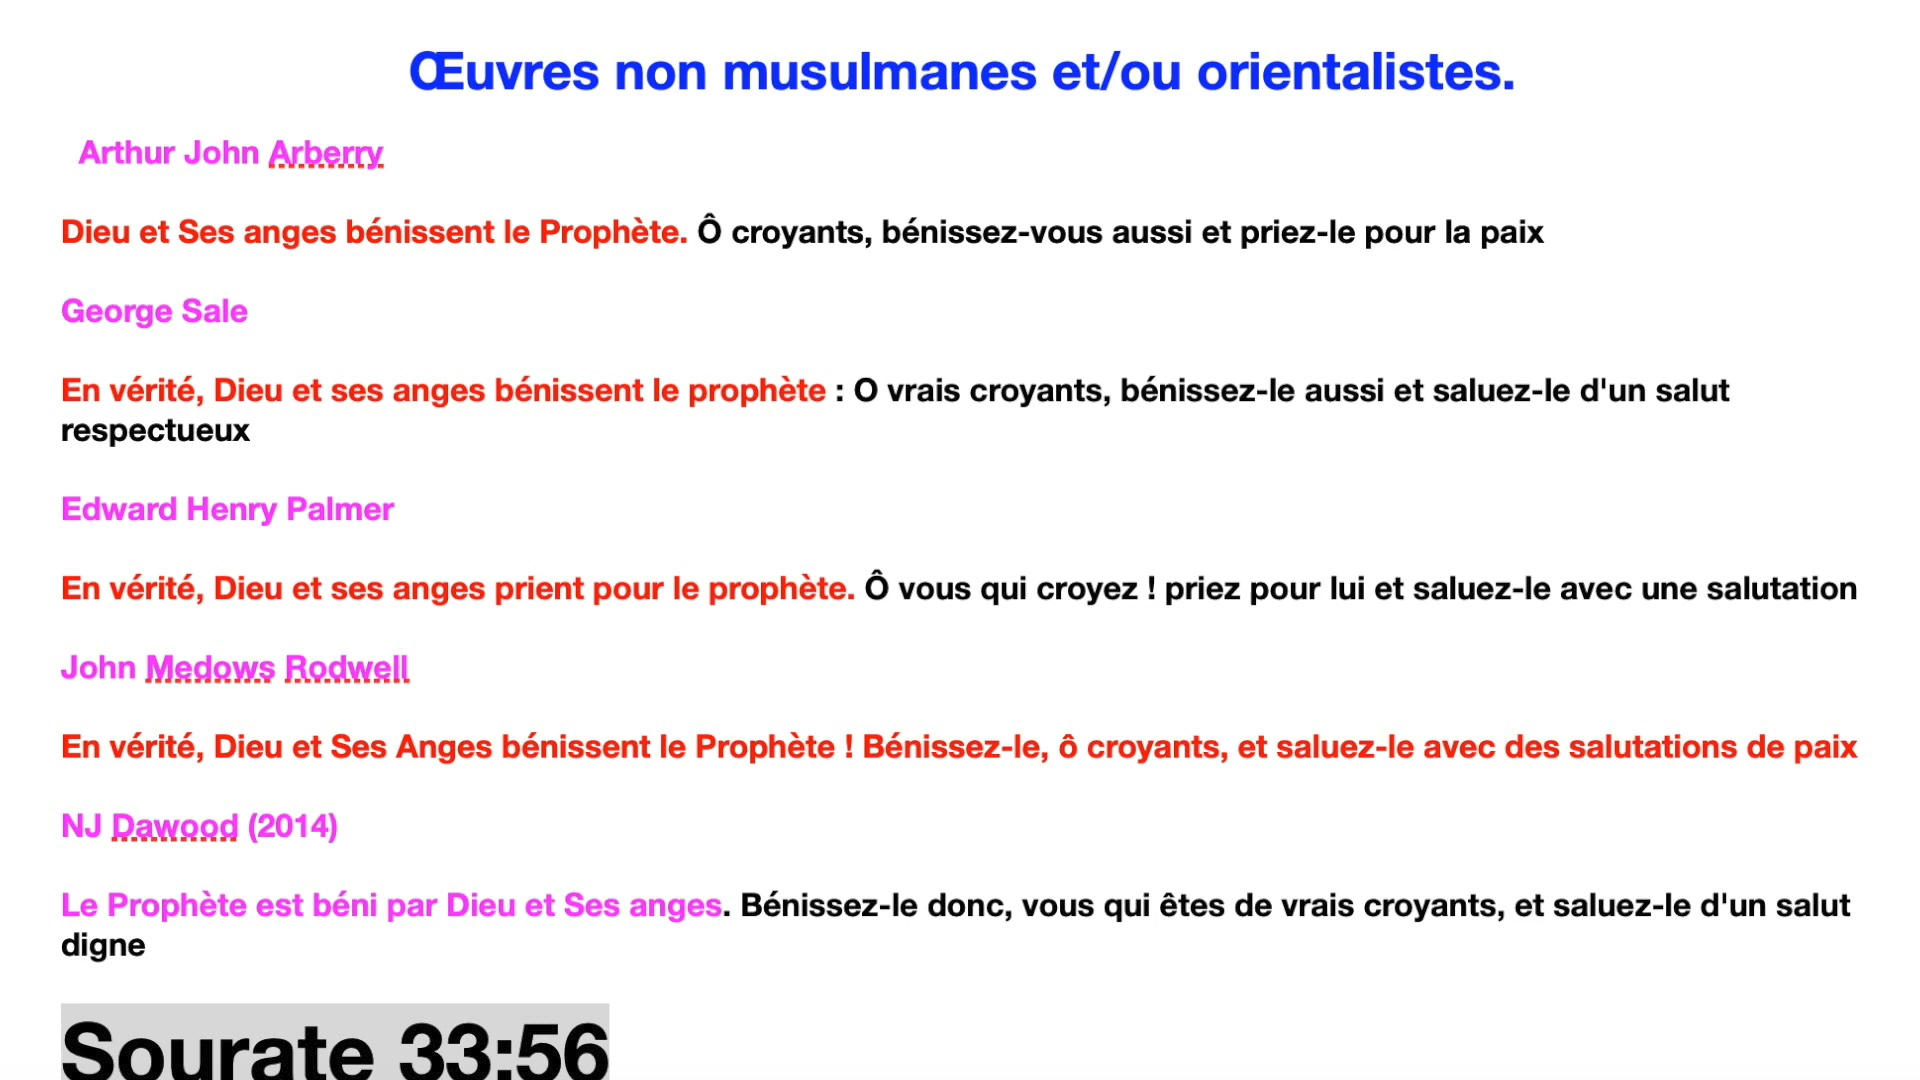 Œuvres non musulmanes et/ou orientalistes.
Arthur John Arberry
Dieu et Ses anges bénissent le Prophète. Ô croyants, bénissez-vous aussi et priez-le pour la paix
George Sale
En vérité, Dieu et ses anges bénissent le prophète : O vrais croyants, bénissez-le aussi et saluez-le d'un salut
respectueux
Edward Henry Palmer
En vérité, Dieu et ses anges prient pour le prophète. Ô vous qui croyez ! priez pour lui et saluez-le avec une salutation
John Medows Rodwell
En vérité, Dieu et Ses Anges bénissent le Prophète ! Bénissez-le, ô croyants, et saluez-le avec des salutations de paix
NJ Dawood (2014)
Le Prophète est béni par Dieu et Ses anges. Bénissez-le donc, vous qui êtes de vrais croyants, et saluez-le d'un salut
digne
Sourate 33:56